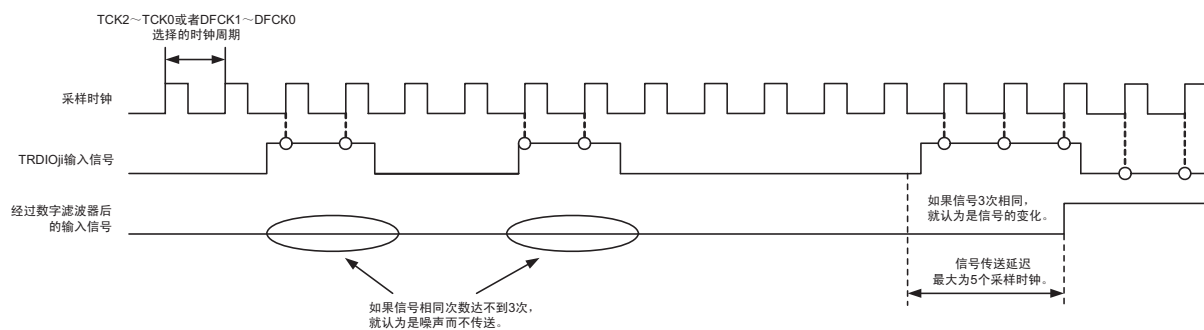 TCK2～TCK0或者DFCK1～DFCK0
选择的时钟周期
采样时钟
TRDIOji输入信号
经过数字滤波器后
的输入信号
如果信号3次相同，
就认为是信号的变化。
信号传送延迟
最大为5个采样时钟。
如果信号相同次数达不到3次，
就认为是噪声而不传送。